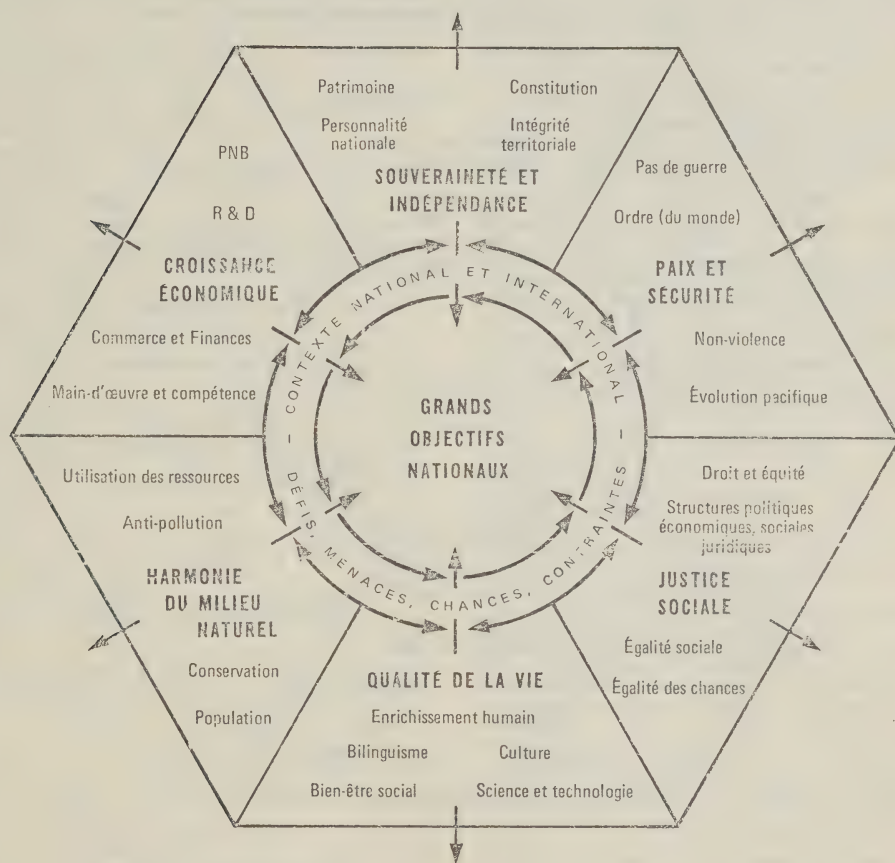 Patrimoine
Constitution
Personnalité
nationale
Intégrité
territoriale
SOUVERAINETÉ ET
INDÉPENDANCE
PNB
R & D
CROISSANCE
ÉCONOMIQUE
Commerce et Finances
Main-d'œuvre et compétence
Pas de guerre
Ordre (du monde)
PAIX ET
SÉCURITÉ
Non-violence
Évolution pacifique
— CONTEXTE NATIONAL ET INTERNATIONAL —
GRANDS
OBJECTIFS
NATIONAUX
DÉFIS, MENACES, CHANCES, CONTRAINTES
Utilisation des ressources
Anti-pollution
HARMONIE
DU MILIEU
NATUREL
Conservation
Population
Droit et équité
Structures politiques
économiques, sociales
juridiques
JUSTICE
SOCIALE
Égalité sociale
Égalité des chances
QUALITÉ DE LA VIE
Enrichissement humain
Bilinguisme
Culture
Bien-être social
Science et technologie